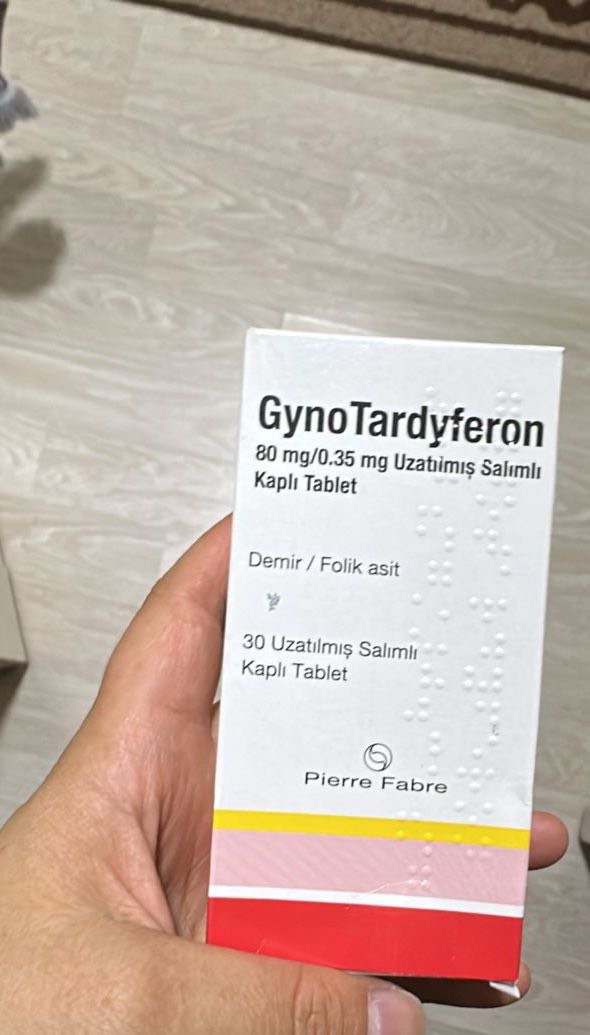 GynoTardyferon
80 mg/0.35 mg Uzatılmış Salımlı
Kaplı Tablet
Demir / Folik asit
30 Uzatılmış Salımlı
Kaplı Tablet
Pierre Fabre